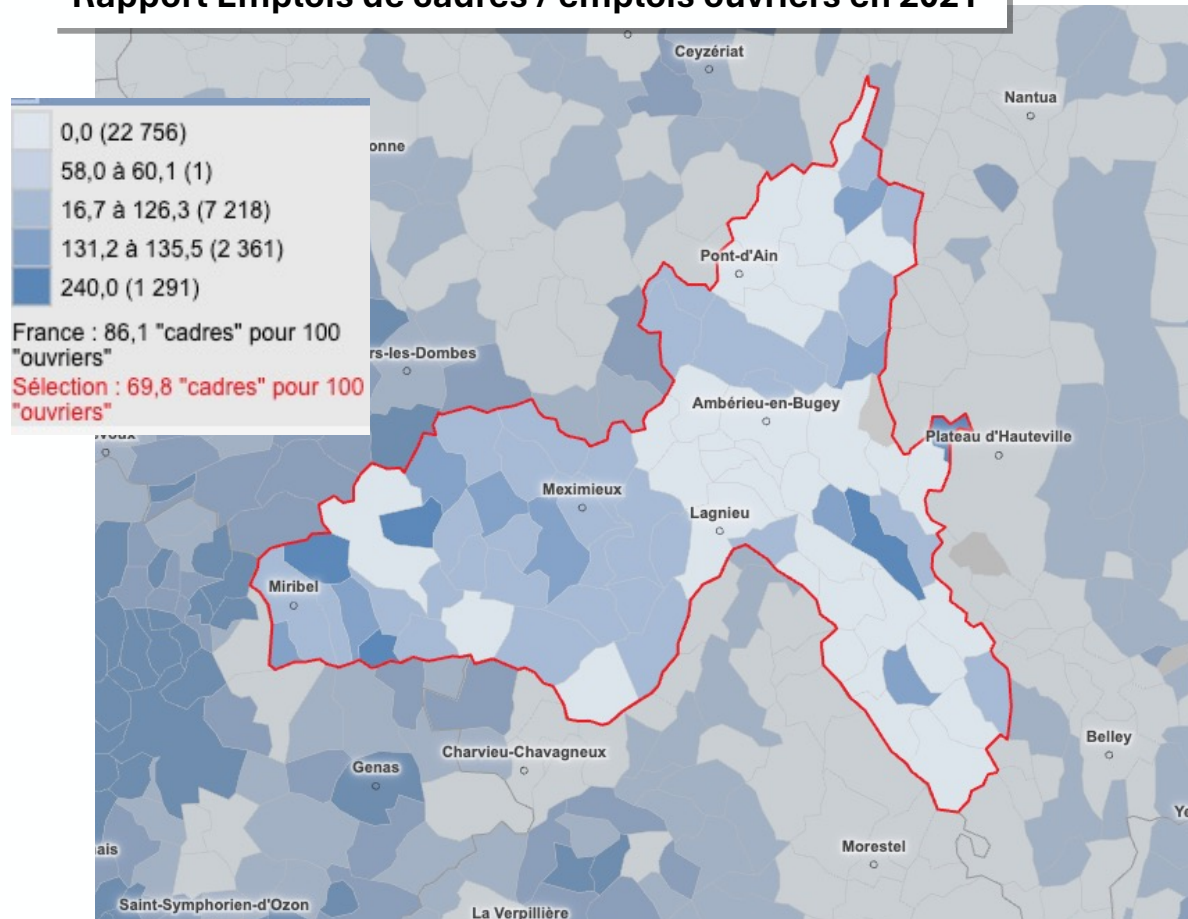 Rapport Emplois de cadres / emplois ouvriers en 2021
Ceyzériat
Nantua
onne
0,0 (22 756)
58,0 à 60,1 (1)
16,7 à 126,3 (7 218)
131,2 à 135,5 (2 361)
240,0 (1 291)
France : 86,1 "cadres" pour 100
"ouvriers"
Sélection : 69,8 "cadres" pour 100
"ouvriers"
Pont-d'Ain
rs-les-Dombes
Ambérieu-en-Bugey
Plateau d'Hauteville
Meximieux
Lagnieu
Miribel
Belley
Charvieu-Chavagneux
Genas
Ye
Morestel
ais
Saint-Symphorien-d'Ozon
La Verpillière